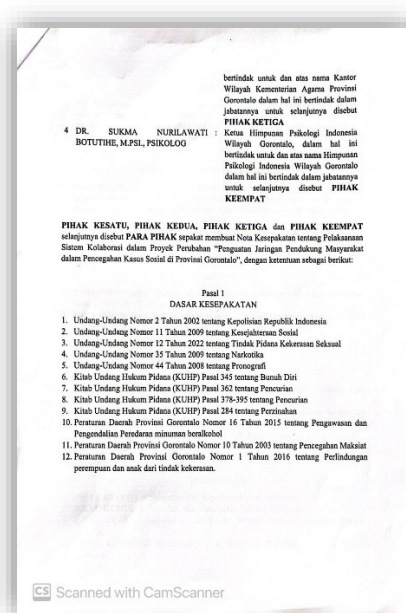 bertindak untuk dan atas nama Kantor
Wilayah Kementerian Agama Provinsi
Gorontalo dalam hal ini bertindak dalam
jabatannya untuk selanjutnya disebut
PIHAK KETIGA
4 DR. SUKMA NURILAWATI : Ketua Himpunan Psikologi Indonesia
BOTUTIHE, M.PSI., PSIKOLOG Wilayah Gorontalo, dalam hal ini
bertindak untuk dan atas nama Himpunan
Psikologi Indonesia Wilayah Gorontalo
dalam hal ini bertindak dalam jabatannya
untuk selanjutnya disebut PIHAK
KEEMPAT
PIHAK KESATU, PIHAK KEDUA, PIHAK KETIGA dan PIHAK KEEMPAT
selanjutnya disebut PARA PIHAK sepakat membuat Nota Kesepakatan tentang Pelaksanaan
Sistem Kolaborasi dalam Proyek Perubahan "Penguatan Jaringan Pendukung Masyarakat
dalam Pencegahan Kasus Sosial di Provinsi Gorontalo", dengan ketentuan sebagai berikut:
Pasal 1
DASAR KESEPAKATAN
1. Undang-Undang Nomor 2 Tahun 2002 tentang Kepolisian Republik Indonesia
2. Undang-Undang Nomor 11 Tahun 2009 tentang Kesejahteraan Sosial
3. Undang-Undang Nomor 12 Tahun 2022 tentang Tindak Pidana Kekerasan Seksual
4. Undang-Undang Nomor 35 Tahun 2009 tentang Narkotika
5. Undang-Undang Nomor 44 Tahun 2008 tentang Pronografi
6. Kitab Undang Hukum Pidana (KUHP) Pasal 345 tentang Bunuh Diri
7. Kitab Undang Hukum Pidana (KUHP) Pasal 362 tentang Pencurian
8. Kitab Undang Hukum Pidana (KUHP) Pasal 378-395 tentang Pencurian
9. Kitab Undang Hukum Pidana (KUHP) Pasal 284 tentang Perzinahan
10. Peraturan Daerah Provinsi Gorontalo Nomor 16 Tahun 2015 tentang Pengawasan dan
Pengendalian Peredaran minuman beralkohol
11. Peraturan Daerah Provinsi Gorontalo Nomor 10 Tahun 2003 tentang Pencegahan Maksiat
12. Peraturan Daerah Provinsi Gorontalo Nomor 1 Tahun 2016 tentang Perlindungan
perempuan dan anak dari tindak kekerasan.
CS Scanned with CamScanner